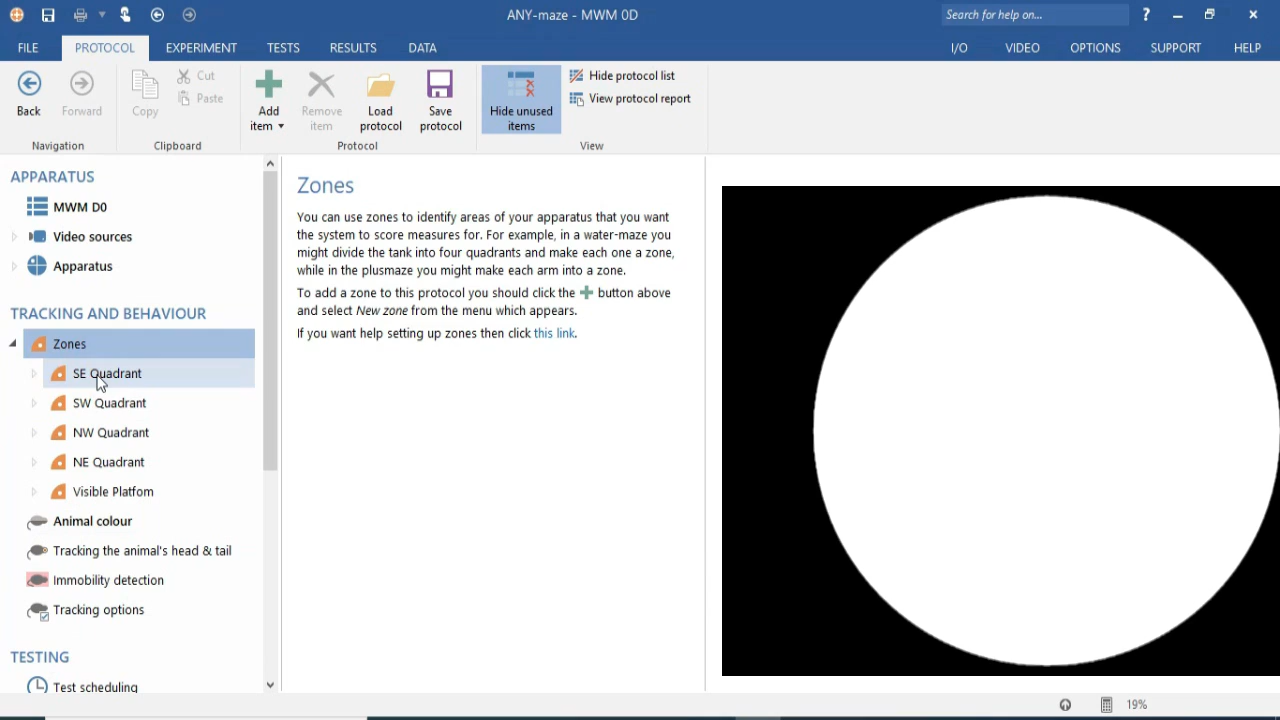 ANY-maze - MWM 0D
Search for help on...
?
FILE
PROTOCOL
EXPERIMENT
TESTS
RESULTS
DATA
I/O
VIDEO
OPTIONS
SUPPORT
HELP
Back
Forward
Navigation
Copy
Cut
Paste
Clipboard
Add
item
Remove
item
Load
protocol
Save
protocol
Protocol
Hide unused
items
Hide protocol list
View protocol report
View
APPARATUS
MWM D0
Video sources
Apparatus
TRACKING AND BEHAVIOUR
Zones
SE Quadrant
SW Quadrant
NW Quadrant
NE Quadrant
Visible Platfom
Animal colour
Tracking the animal's head & tail
Immobility detection
Tracking options
TESTING
Test scheduling
Zones
You can use zones to identify areas of your apparatus that you want
the system to score measures for. For example, in a water-maze you
might divide the tank into four quadrants and make each one a zone,
while in the plusmaze you might make each arm into a zone.
To add a zone to this protocol you should click the + button above
and select New zone from the menu which appears.
If you want help setting up zones then click this link.
19%